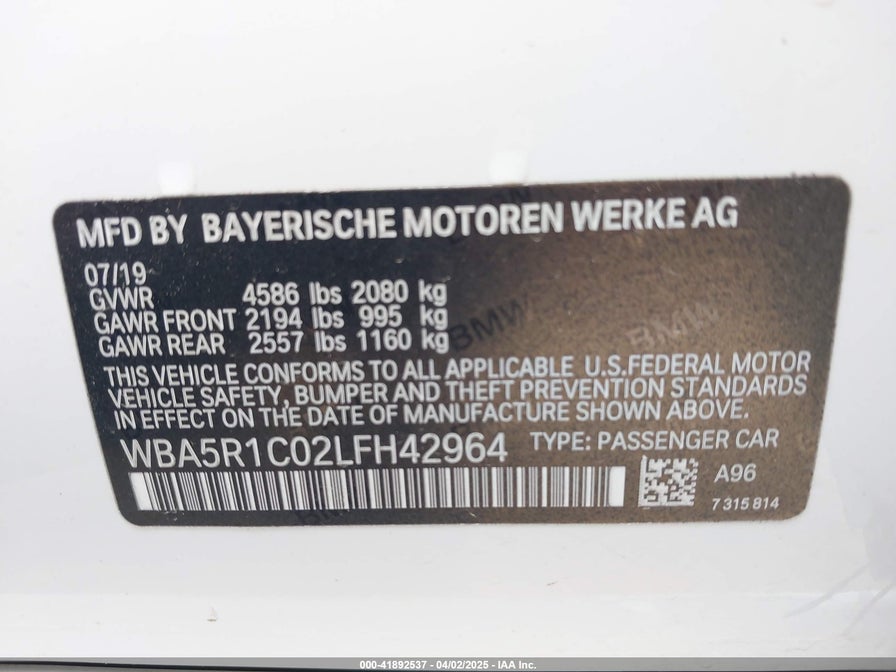 MFD BY BAYERISCHE MOTOREN WERKE AG
07/19
GVWR 4586 lbs 2080 kg
GAWR FRONT 2194 lbs 995 kg
GAWR REAR 2557 lbs 1160 kg
THIS VEHICLE CONFORMS TO ALL APPLICABLE U.S.FEDERAL MOTOR
VEHICLE SAFETY, BUMPER AND THEFT PREVENTION STANDARDS
IN EFFECT ON THE DATE OF MANUFACTURE SHOWN ABOVE.
WBA5R1C02LFH42964 TYPE: PASSENGER CAR
A96
7 315 814
BMW
BMW
BMW
000-41892537 - 04/02/2025 - IAA Inc.